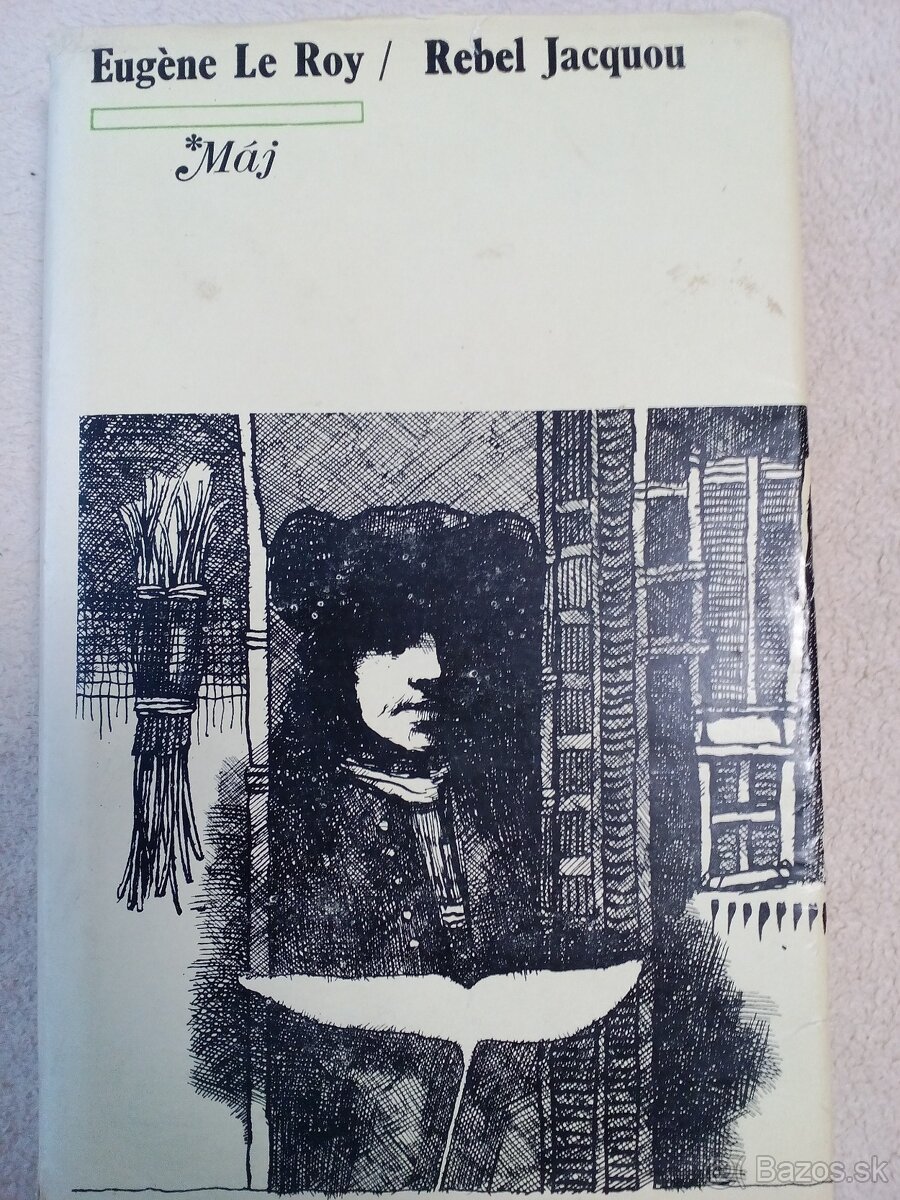 Eugène Le Roy / Rebel Jacquou
*Máj
Bazos.sk